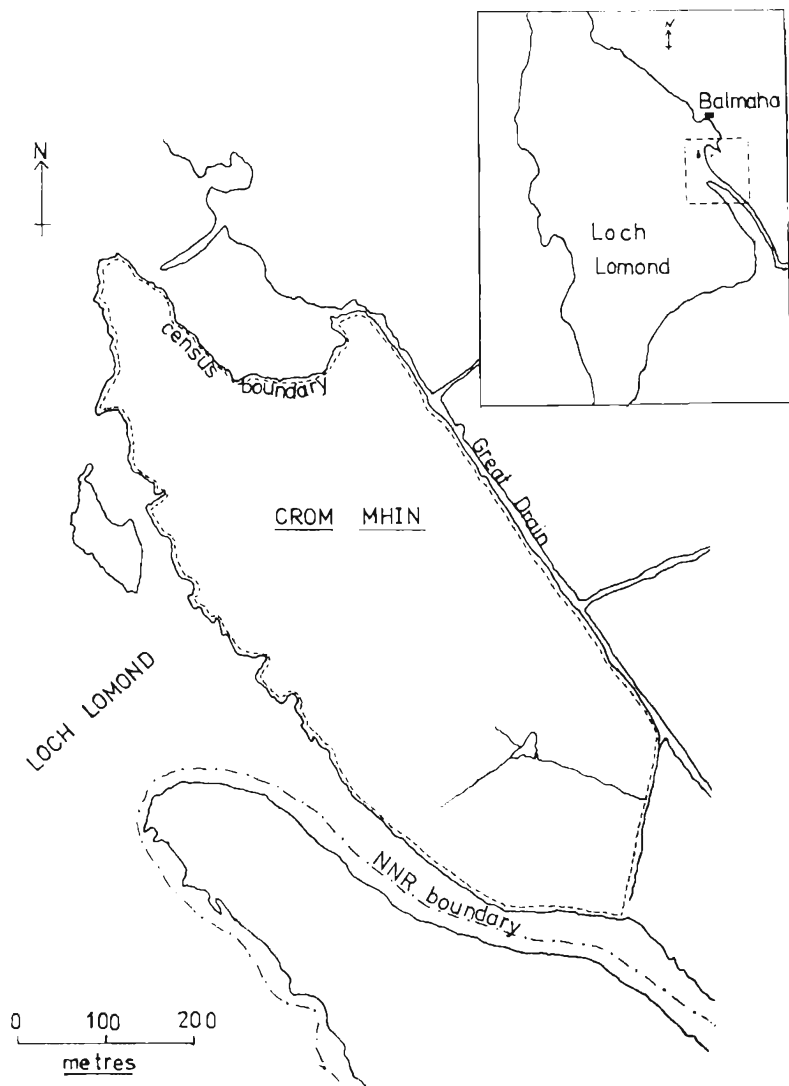 N
Balmaha
Loch
Lomond
N
census boundary
Great Drain
CROM MHIN
LOCH LOMOND
NNR boundary
0 100 200
metres